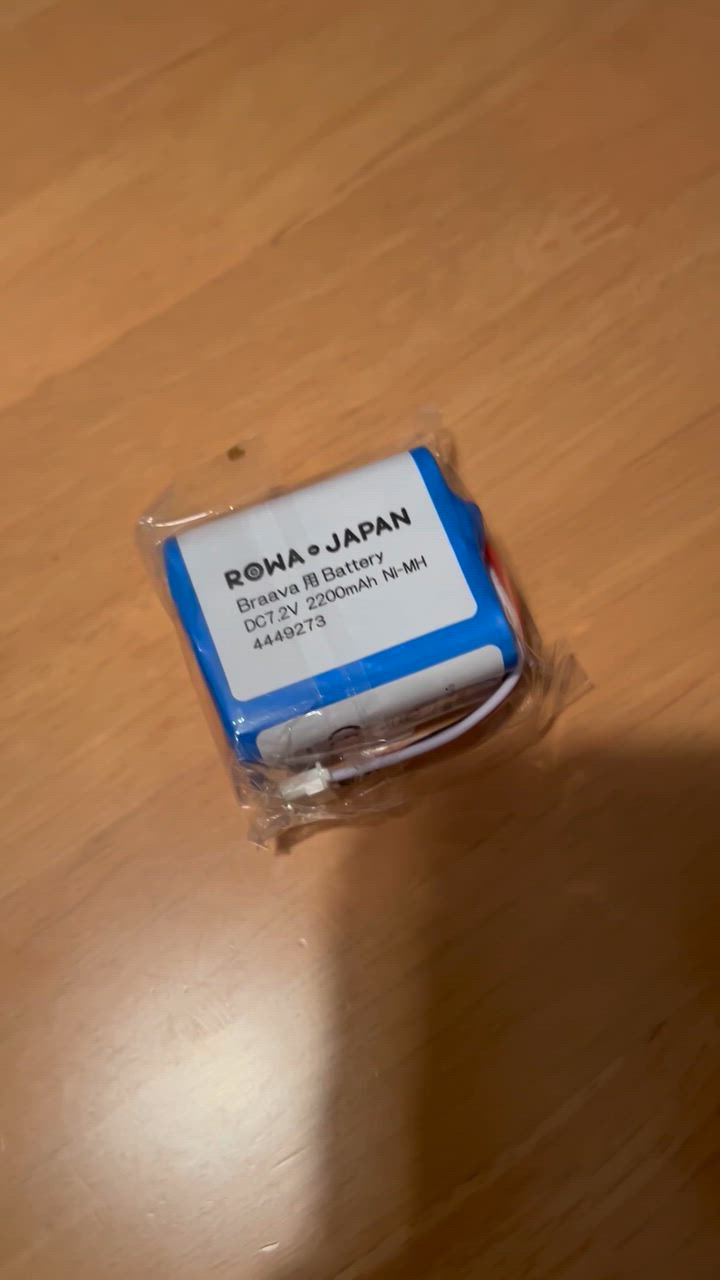 ROWA JAPAN
Braava 用 Battery
DC7.2V 2200mAh NI-MH
4449273